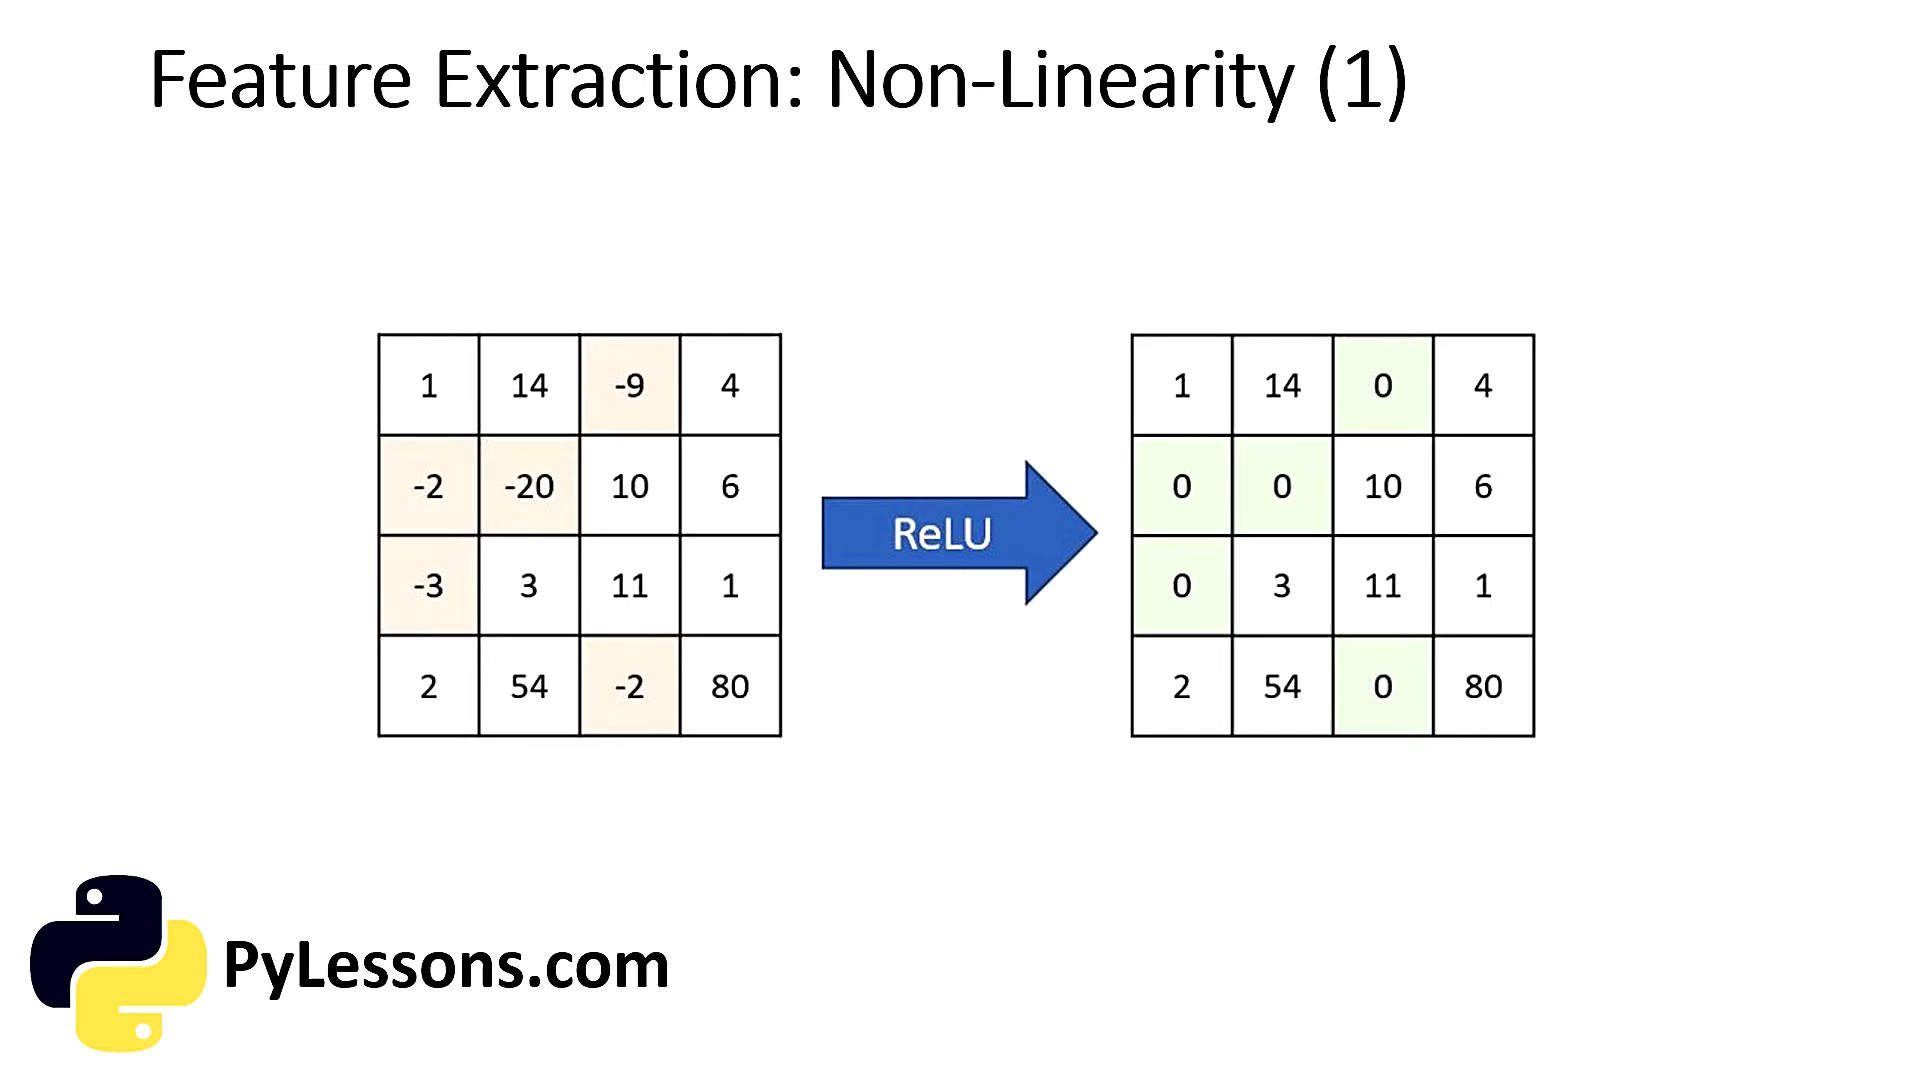 Feature Extraction: Non-Linearity (1)
1 14 -9 4
-2 -20 10 6
-3 3 11 1
2 54 -2 80
ReLU
1 14 0 4
0 0 10 6
0 3 11 1
2 54 0 80
PyLessons.com